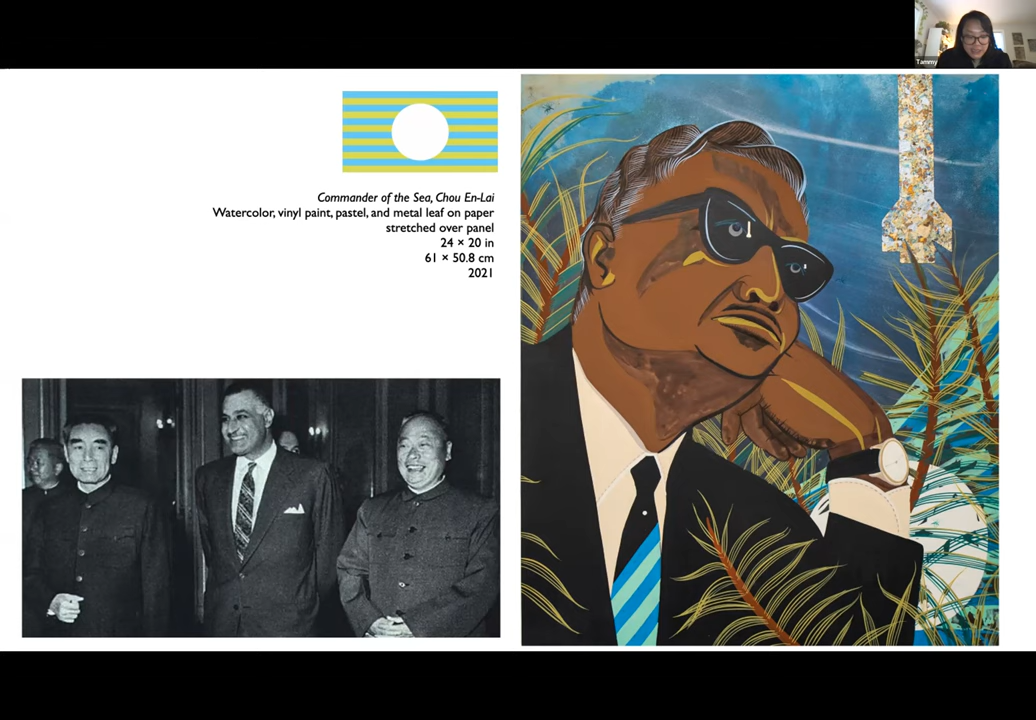 Tammy
Commander of the Sea, Chou En-Lai
Watercolor, vinyl paint, pastel, and metal leaf on paper
stretched over panel
24 × 20 in
61 × 50.8 cm
2021